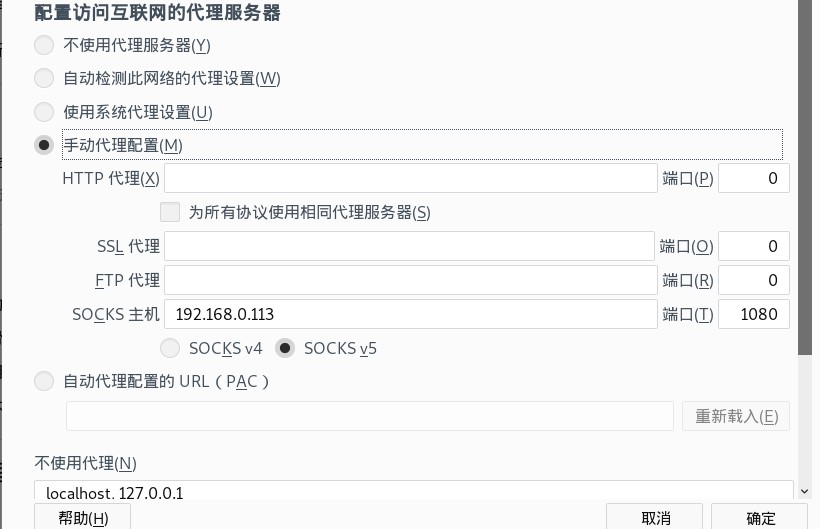 配置访问互联网的代理服务器
不使用代理服务器(Y)
自动检测此网络的代理设置(W)
使用系统代理设置(U)
手动代理配置(M)
HTTP 代理(X) 端口(P) 0
为所有协议使用相同代理服务器(S)
SSL 代理 端口(O) 0
FTP 代理 端口(R) 0
SOCKS 主机 192.168.0.113 端口(T) 1080
SOCKS v4 SOCKS v5
自动代理配置的 URL（PAC）
重新载入(E)
不使用代理(N)
localhost, 127.0.0.1
帮助(H) 取消 确定